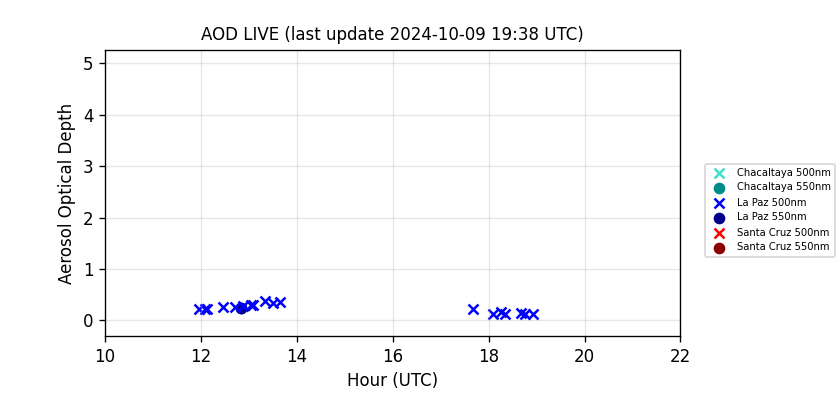 AOD LIVE (last update 2024-10-09 19:38 UTC)
Aerosol Optical Depth
5
4
3
2
1
0
10 12 14 16 18 20 22
Hour (UTC)
Chacaltaya 500nm
Chacaltaya 550nm
La Paz 500nm
La Paz 550nm
Santa Cruz 500nm
Santa Cruz 550nm